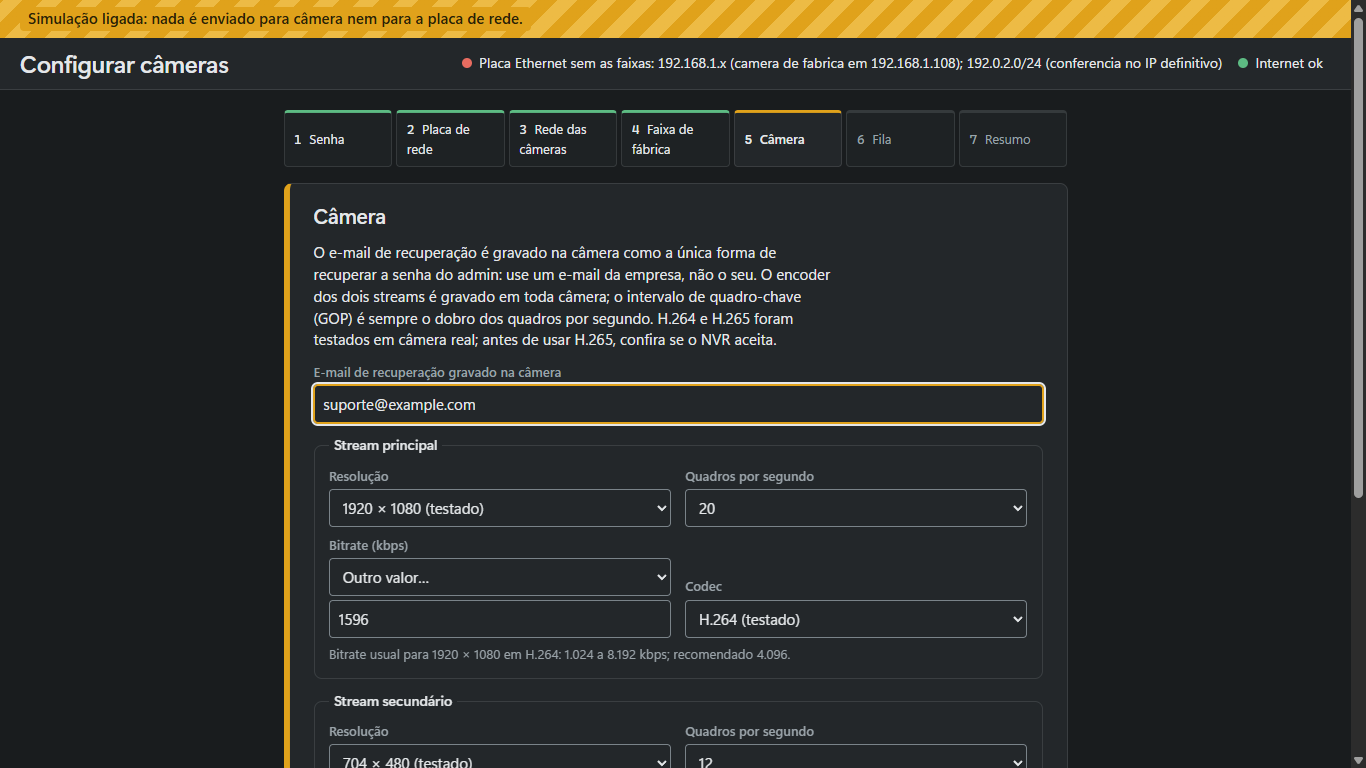 Simulação ligada: nada é enviado para câmera nem para a placa de rede.
Configurar câmeras
Placa Ethernet sem as faixas: 192.168.1.x (camera de fabrica em 192.168.1.108); 192.0.2.0/24 (conferencia no IP definitivo)
Internet ok
1 Senha
2 Placa de
rede
3 Rede das
câmeras
4 Faixa de
fábrica
5 Câmera
6 Fila
7 Resumo
Câmera
O e-mail de recuperação é gravado na câmera como a única forma de
recuperar a senha do admin: use um e-mail da empresa, não o seu. O encoder
dos dois streams é gravado em toda câmera; o intervalo de quadro-chave
(GOP) é sempre o dobro dos quadros por segundo. H.264 e H.265 foram
testados em câmera real; antes de usar H.265, confira se o NVR aceita.
E-mail de recuperação gravado na câmera
suporte@example.com
Stream principal
Resolução
Quadros por segundo
1920 × 1080 (testado)
20
Bitrate (kbps)
Outro valor...
Codec
1596
H.264 (testado)
Bitrate usual para 1920 × 1080 em H.264: 1.024 a 8.192 kbps; recomendado 4.096.
Stream secundário
Resolução
Quadros por segundo
704 × 480 (testado)
12